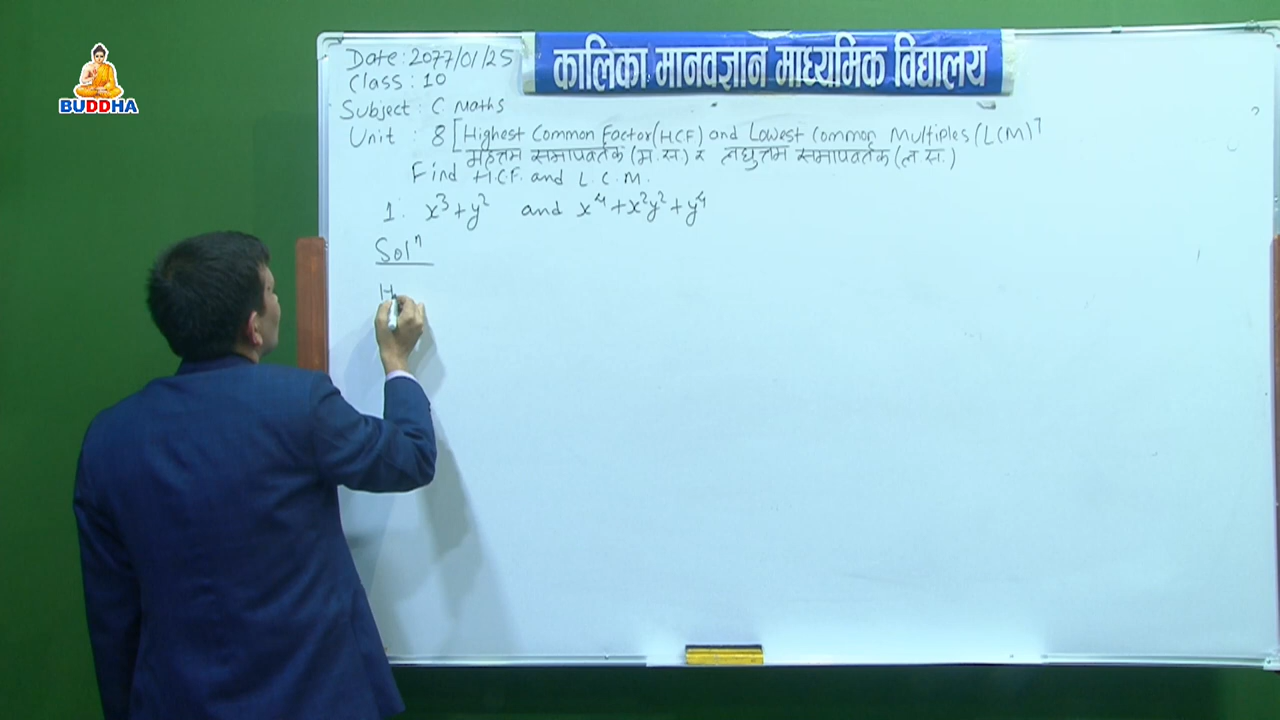 BUDDHA
कालिका मानवज्ञान माध्यमिक विद्यालय
Date : 2077/01/25
Class : 10
Subject : C. Maths
Unit : 8 [Highest Common Factor (HCF) and Lowest Common Multiples (LCM)]
महत्तम समापवर्तक (म.स.) र लघुत्तम समापवर्तक (ल.स.)
Find H.C.F. and L.C.M.
1. x³+y² and x⁴+x²y²+y⁴
Solⁿ
H